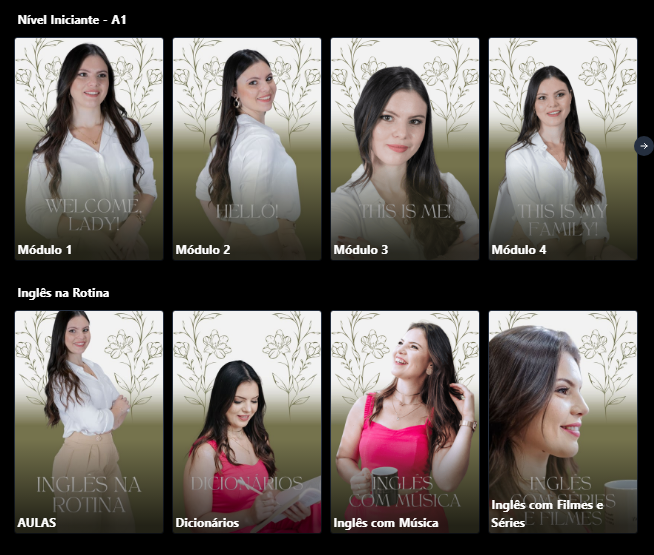 Nível Iniciante - A1
WELCOME,
LADY!
Módulo 1
HELLO!
Módulo 2
THIS IS ME!
Módulo 3
THIS IS MY
FAMILY!
Módulo 4
Inglês na Rotina
INGLÊS NA
ROTINA
AULAS
DICIONÁRIOS
Dicionários
INGLÊS
COM MÚSICA
Inglês com Música
INGLÊS
COM SÉRIES
E FILMES
Inglês com Filmes e
Séries